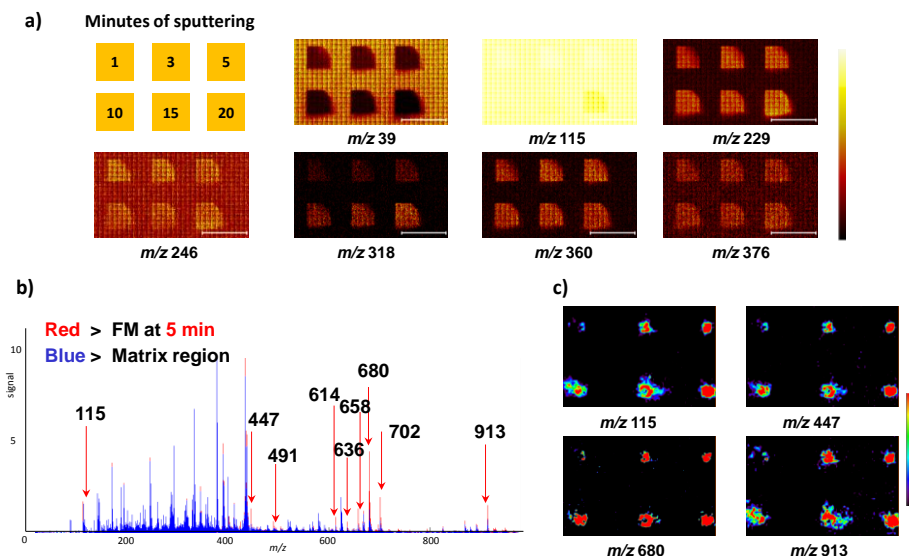 a)
Minutes of sputtering
1 3 5
10 15 20
m/z 39
m/z 115
m/z 229
m/z 246
m/z 318
m/z 360
m/z 376
b)
Red > FM at 5 min
Blue > Matrix region
signal
10
5
0
200
400
600
800
m/z
115
447
491
614
636
658
680
702
913
c)
m/z 115
m/z 447
m/z 680
m/z 913